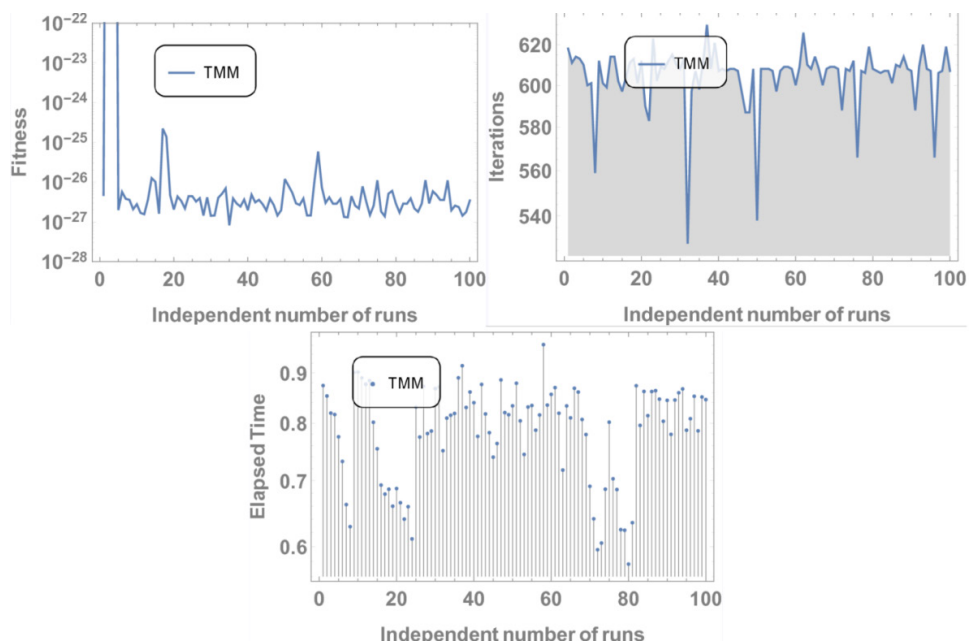 10-22
10-23
10-24
10-25
10-26
10-27
10-28
Fitness
TMM
0 20 40 60 80 100
Independent number of runs
620
600
580
560
540
Iterations
TMM
0 20 40 60 80 100
Independent number of runs
0.9
0.8
0.7
0.6
Elapsed Time
TMM
0 20 40 60 80 100
Independent number of runs